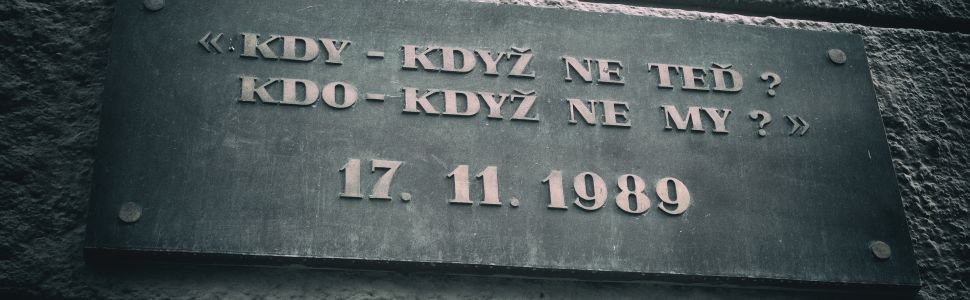 « KDY - KDYŽ NE TEĎ ?
KDO - KDYŽ NE MY ? »
17. 11. 1989